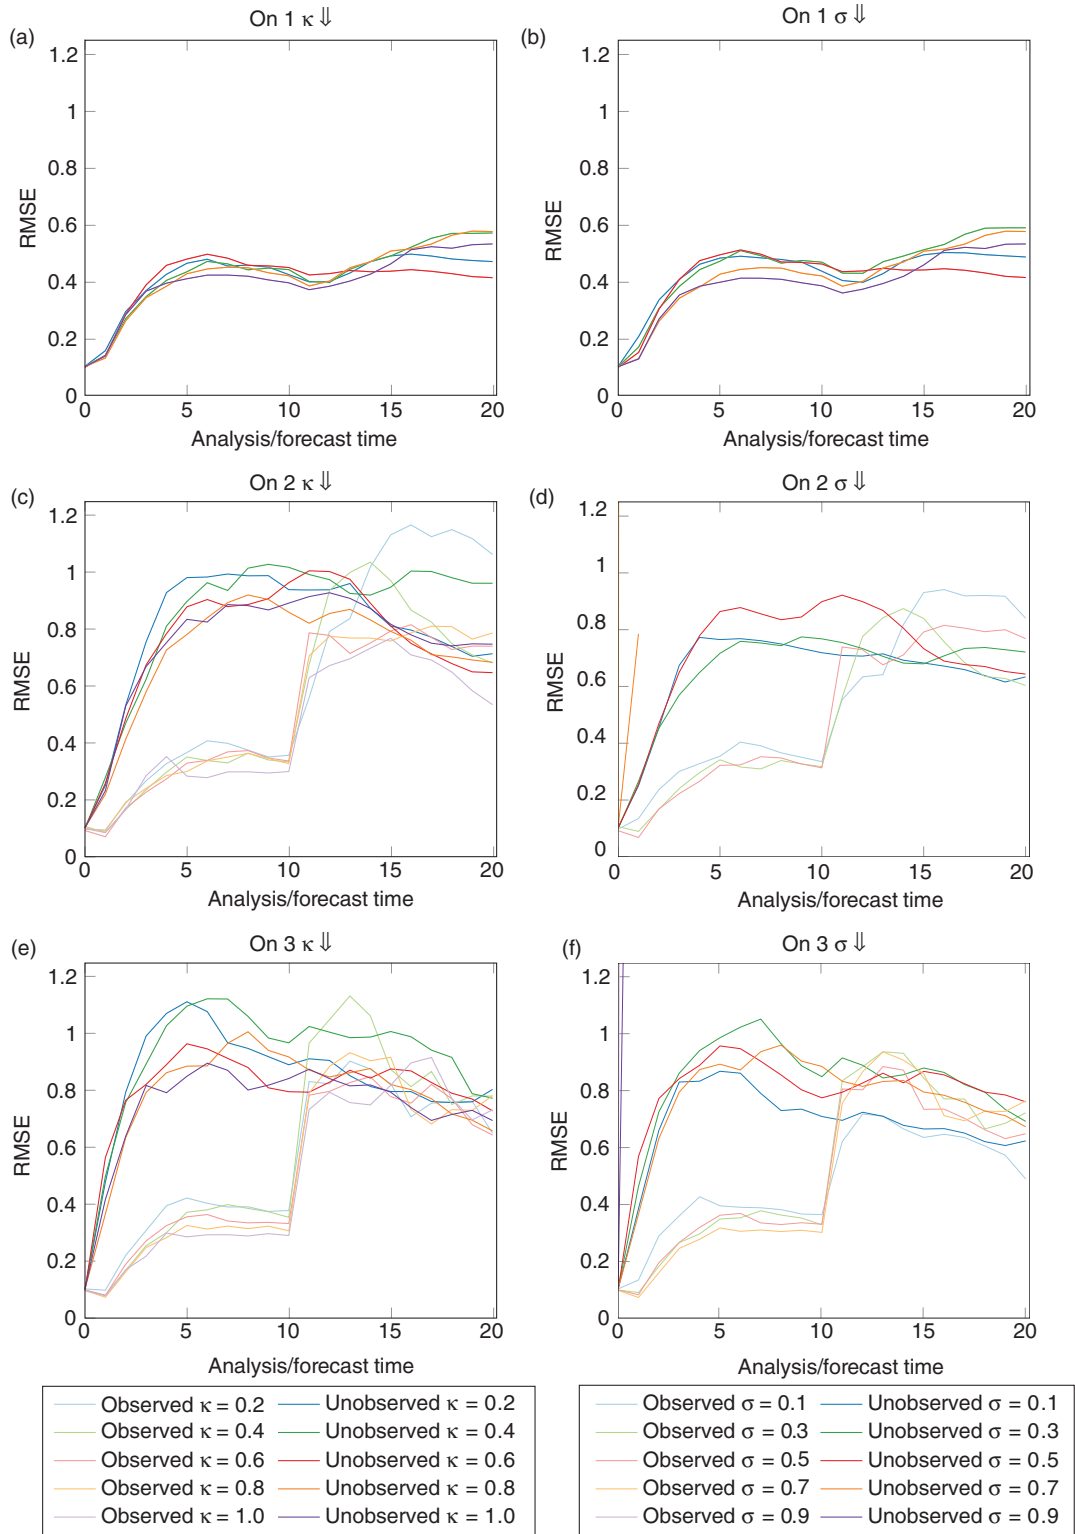 On 1 κ ⇓
On 1 σ ⇓
(a)
(b)
1.2
1
0.8
0.6
0.4
0.2
0
RMSE
0 5 10 15 20
Analysis/forecast time
1.2
1
0.8
0.6
0.4
0.2
0
RMSE
0 5 10 15 20
Analysis/forecast time
On 2 κ ⇓
On 2 σ ⇓
(c)
(d)
1.2
1
0.8
0.6
0.4
0.2
0
RMSE
0 5 10 15 20
Analysis/forecast time
1.2
1
0.8
0.6
0.4
0.2
0
RMSE
0 5 10 15 20
Analysis/forecast time
On 3 κ ⇓
On 3 σ ⇓
(e)
(f)
1.2
1
0.8
0.6
0.4
0.2
0
RMSE
0 5 10 15 20
Analysis/forecast time
1.2
1
0.8
0.6
0.4
0.2
0
RMSE
0 5 10 15 20
Analysis/forecast time
Observed κ = 0.2 Unobserved κ = 0.2
Observed κ = 0.4 Unobserved κ = 0.4
Observed κ = 0.6 Unobserved κ = 0.6
Observed κ = 0.8 Unobserved κ = 0.8
Observed κ = 1.0 Unobserved κ = 1.0
Observed σ = 0.1 Unobserved σ = 0.1
Observed σ = 0.3 Unobserved σ = 0.3
Observed σ = 0.5 Unobserved σ = 0.5
Observed σ = 0.7 Unobserved σ = 0.7
Observed σ = 0.9 Unobserved σ = 0.9